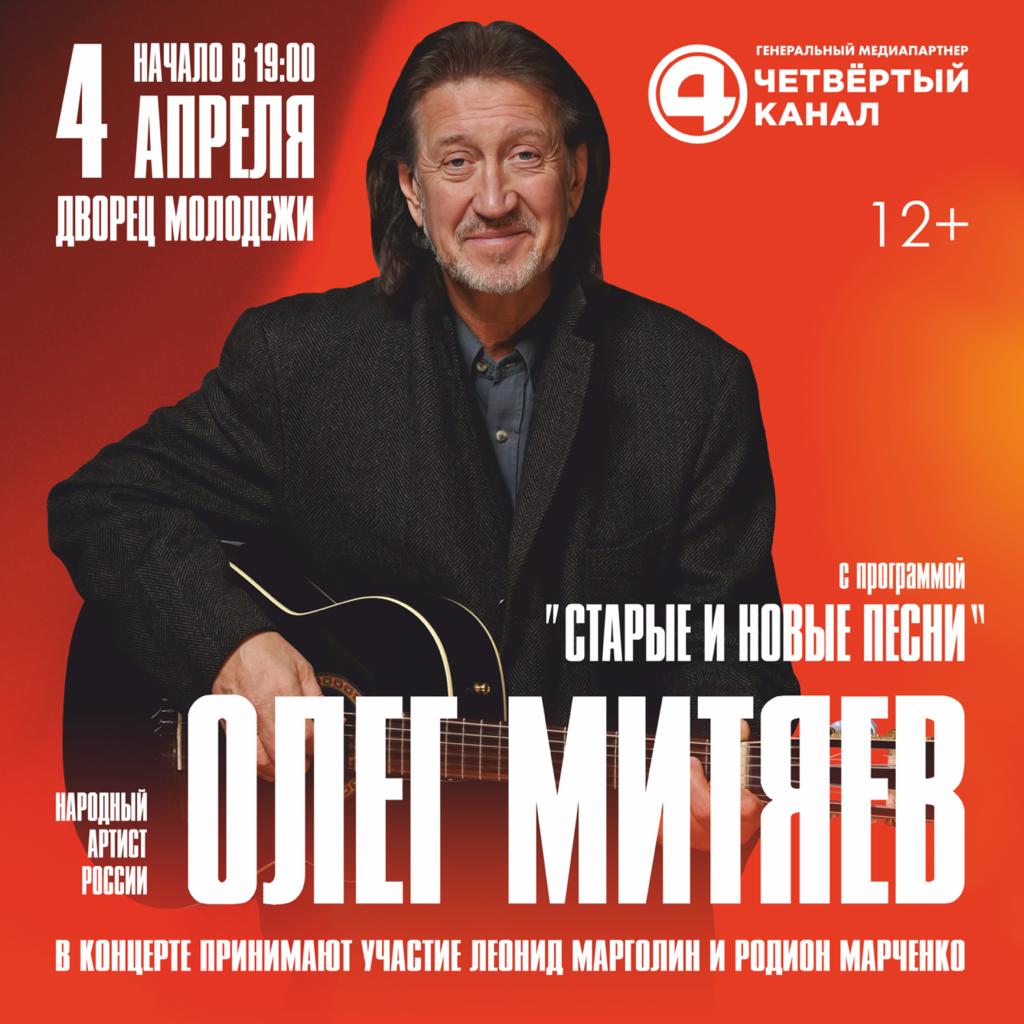 4
НАЧАЛО В 19:00
АПРЕЛЯ
ДВОРЕЦ МОЛОДЕЖИ
4
ГЕНЕРАЛЬНЫЙ МЕДИАПАРТНЕР
ЧЕТВЁРТЫЙ
КАНАЛ
12+
с программой
"СТАРЫЕ И НОВЫЕ ПЕСНИ"
ОЛЕГ МИТЯЕВ
НАРОДНЫЙ
АРТИСТ
РОССИИ
В КОНЦЕРТЕ ПРИНИМАЮТ УЧАСТИЕ ЛЕОНИД МАРГОЛИН И РОДИОН МАРЧЕНКО